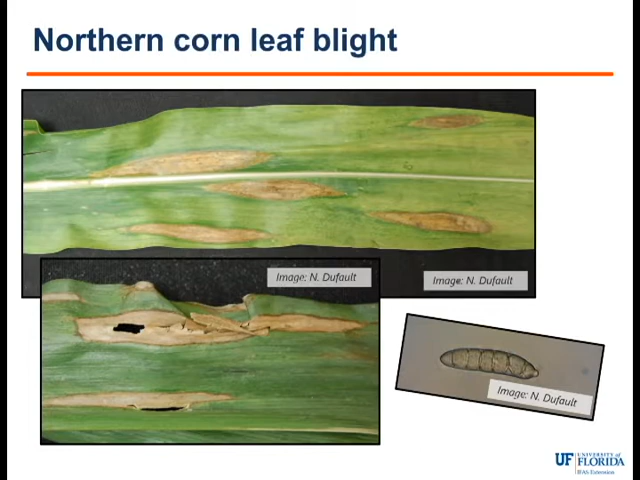 Northern corn leaf blight
Image: N. Dufault
Image: N. Dufault
Image: N. Dufault
UF UNIVERSITY of
FLORIDA
IFAS Extension